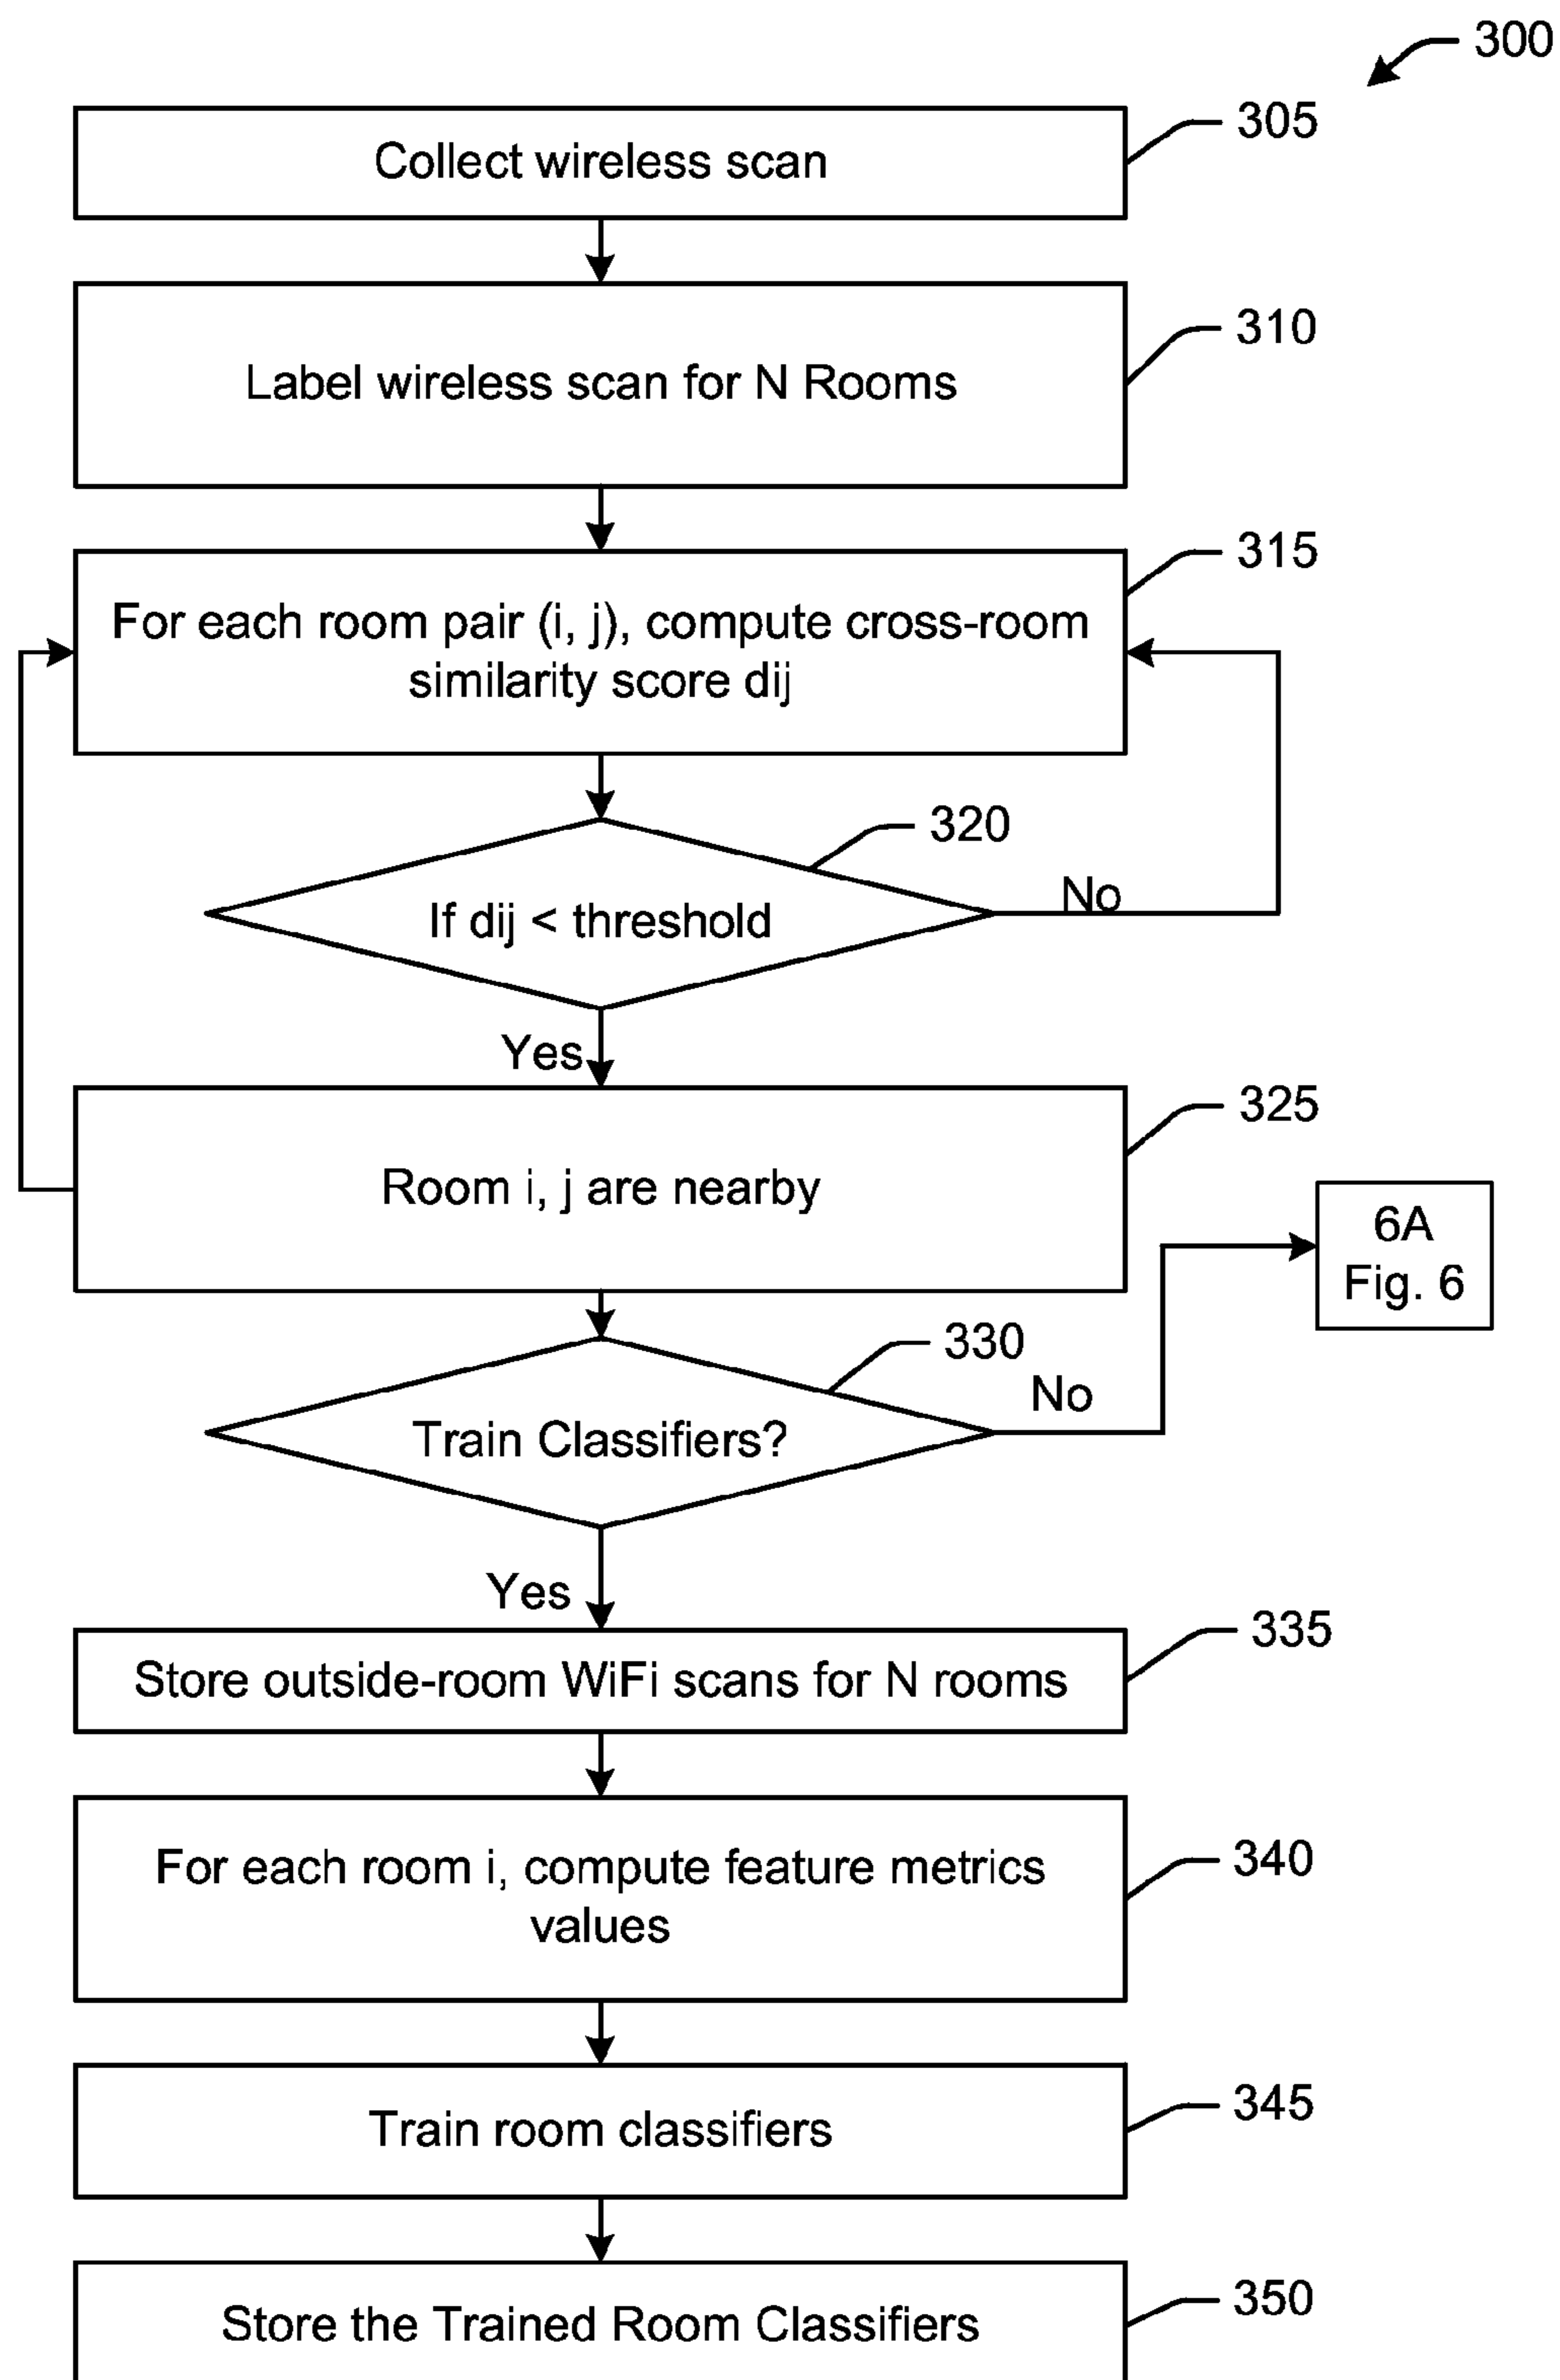 300
305
Collect wireless scan
310
Label wireless scan for N Rooms
315
For each room pair (i, j), compute cross-room
similarity score dij
320
If dij < threshold
No
Yes
325
Room i, j are nearby
6A
Fig. 6
330
No
Train Classifiers?
Yes
335
Store outside-room WiFi scans for N rooms
340
For each room i, compute feature metrics
values
345
Train room classifiers
350
Store the Trained Room Classifiers